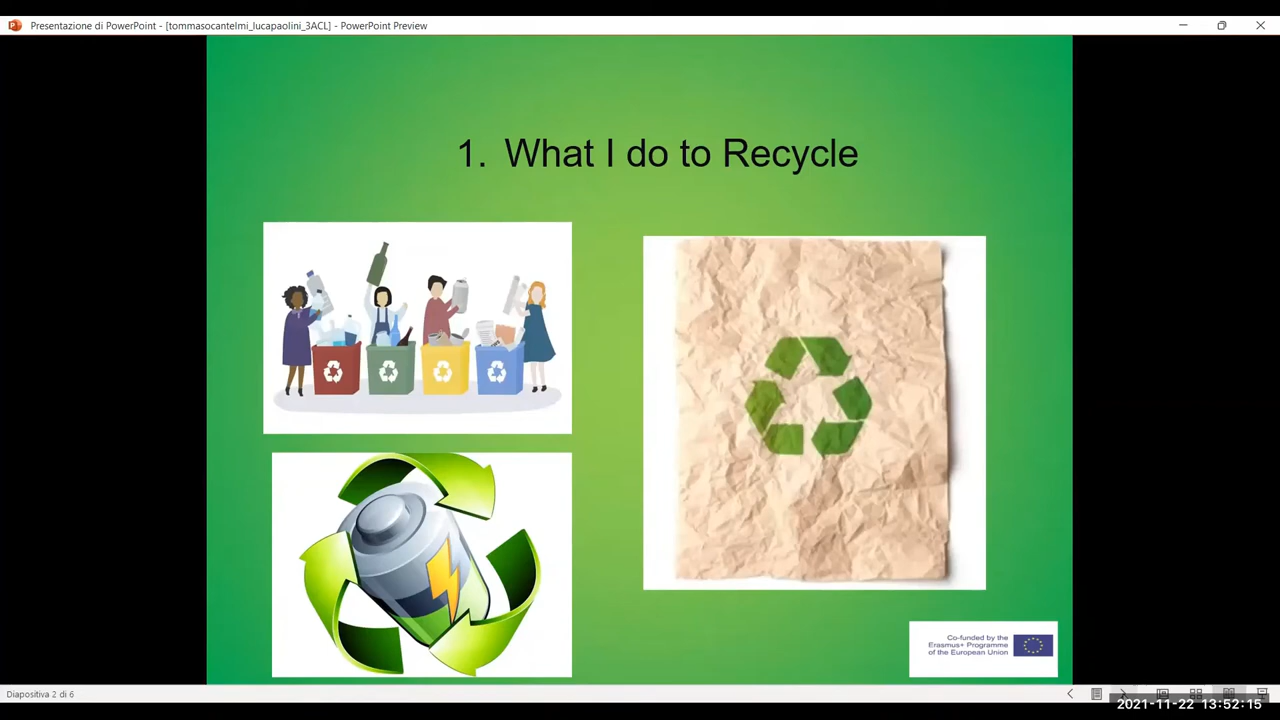 Presentazione di PowerPoint - [tommasocantelmi_lucapaolini_3ACL] - PowerPoint Preview
1. What I do to Recycle
Co-funded by the
Erasmus+ Programme
of the European Union
Diapositiva 2 di 6
2021-11-22 13:52:15